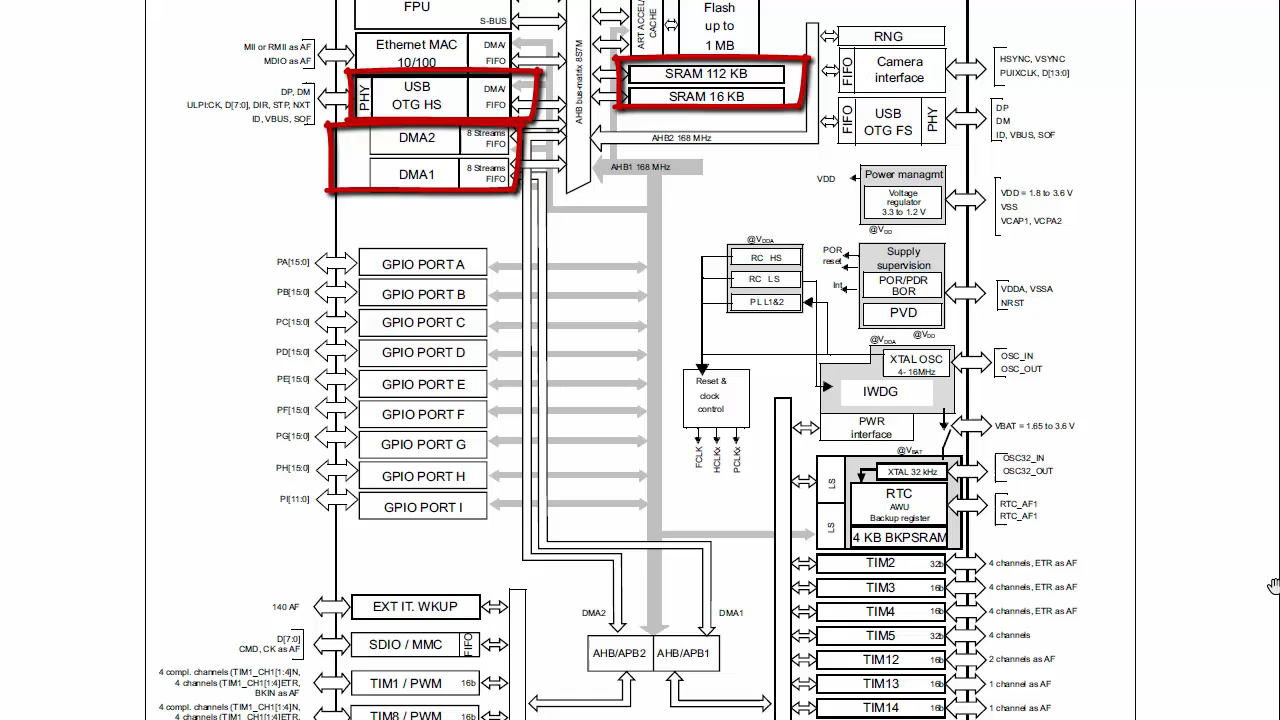 FPU
S-BUS
AHB bus-matrix 8S7M
ART ACCEL/
CACHE
Flash
up to
1 MB
RNG
MII or RMII as AF
MDIO as AF
Ethernet MAC
10/100
DMA/
FIFO
SRAM 112 KB
SRAM 16 KB
FIFO
Camera
interface
HSYNC, VSYNC
PUIXCLK, D[13:0]
DP, DM
ULPI:CK, D[7:0], DIR, STP, NXT
ID, VBUS, SOF
PHY
USB
OTG HS
DMA/
FIFO
FIFO
USB
OTG FS
PHY
DP
DM
ID, VBUS, SOF
DMA2
8 Streams
FIFO
AHB2 168 MHz
DMA1
8 Streams
FIFO
AHB1 168 MHz
VDD
Power managmt
Voltage
regulator
3.3 to 1.2 V
@VDD
VDD = 1.8 to 3.6 V
VSS
VCAP1, VCPA2
@VDDA
RC HS
RC LS
PLL1&2
POR
reset
Int
Supply
supervision
POR/PDR
BOR
PVD
@VDD
VDDA, VSSA
NRST
PA[15:0]
GPIO PORT A
PB[15:0]
GPIO PORT B
PC[15:0]
GPIO PORT C
PD[15:0]
GPIO PORT D
PE[15:0]
GPIO PORT E
PF[15:0]
GPIO PORT F
PG[15:0]
GPIO PORT G
PH[15:0]
GPIO PORT H
PI[11:0]
GPIO PORT I
@VDDA
XTAL OSC
4- 16MHz
OSC_IN
OSC_OUT
IWDG
Reset &
clock
control
FCLK
HCLKx
PCLKx
PWR
interface
VBAT = 1.65 to 3.6 V
@VBAT
LS
LS
XTAL 32 kHz
OSC32_IN
OSC32_OUT
RTC
AWU
Backup register
RTC_AF1
RTC_AF1
4 KB BKPSRAM
TIM2
32b
4 channels, ETR as AF
TIM3
16b
4 channels, ETR as AF
TIM4
16b
4 channels, ETR as AF
TIM5
32b
4 channels
TIM12
16b
2 channels as AF
TIM13
16b
1 channel as AF
TIM14
16b
1 channel as AF
140 AF
EXT IT. WKUP
DMA2
DMA1
D[7:0]
CMD, CK as AF
SDIO / MMC
FIFO
AHB/APB2
AHB/APB1
4 compl. channels (TIM1_CH1[1:4]N,
4 channels (TIM1_CH1[1:4]ETR,
BKIN as AF
TIM1 / PWM
16b
4 compl. channels (TIM1_CH1[1:4]N,
4 channels (TIM1_CH1[1:4]ETR,
TIM8 / PWM
16b